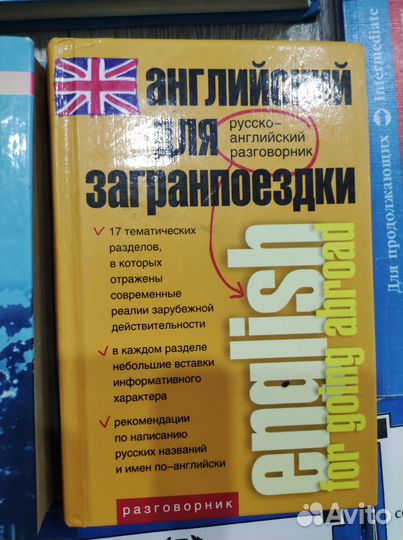 английский
для
русско-
английский
разговорник
загранпоездки
17 тематических
разделов,
в которых
отражены
современные
реалии зарубежной
действительности
в каждом разделе
небольшие вставки
информативного
характера
рекомендации
по написанию
русских названий
и имен по-английски
english
for going abroad
разговорник
Для продолжающих intermediate
Avito